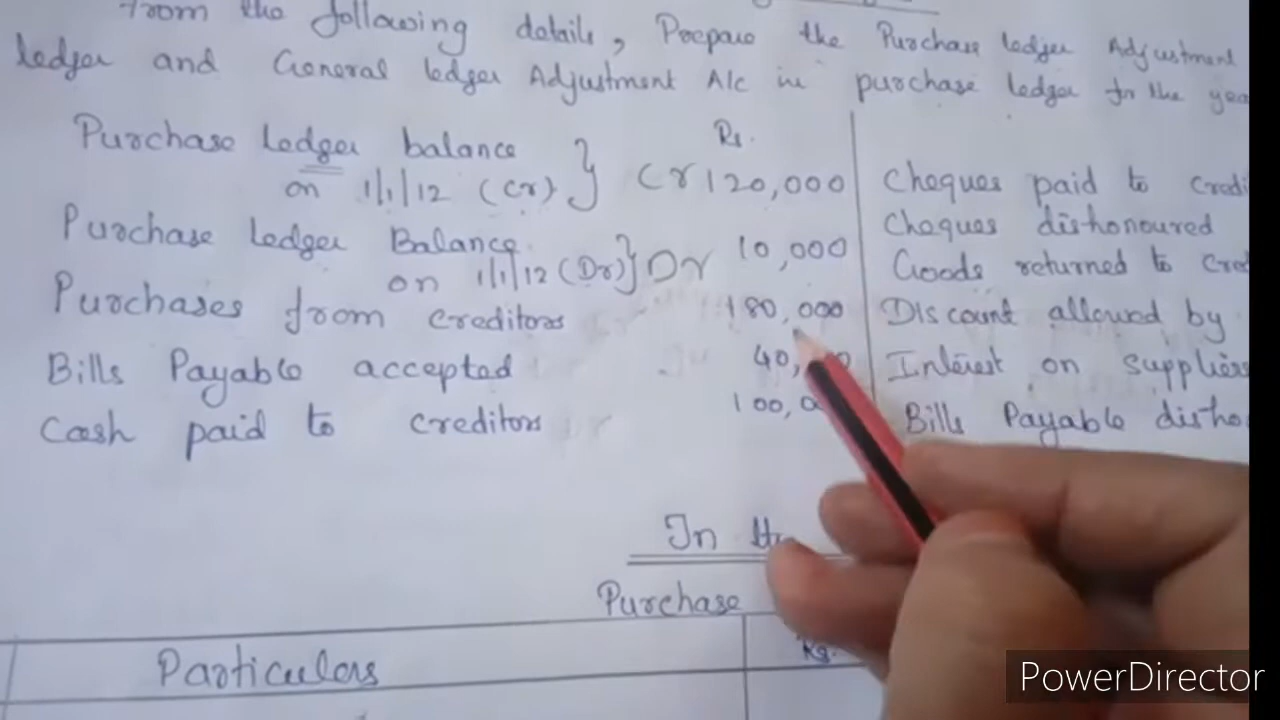 From the following details, Prepare the Purchase ledger Adjustment
ledger and General ledger Adjustment A/c in purchase ledger for the
Rs.
Purchase Ledger balance
on 1/1/12 (Cr) } Cr 120,000
Purchase Ledger Balance
on 1/1/12 (Dr) } Dr 10,000
Purchases from creditors 180,000
Bills Payable accepted 40,
Cash paid to creditors 100,
Cheques paid to
Cheques dishonoured
Goods returned to
Discount allowed by
Interest on
Bills Payable
In
Purchase
Particulars
Rs.
PowerDirector